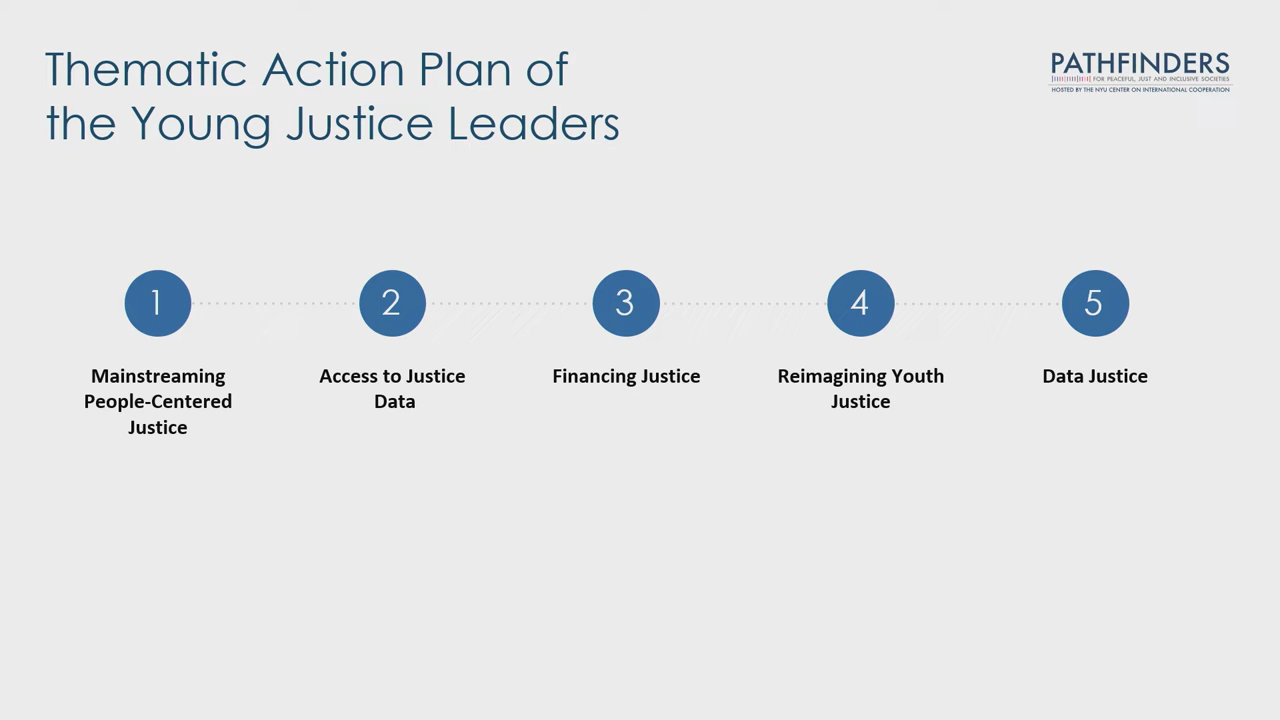 Thematic Action Plan of
the Young Justice Leaders
PATHFINDERS
FOR PEACEFUL, JUST AND INCLUSIVE SOCIETIES
HOSTED BY THE NYU CENTER ON INTERNATIONAL COOPERATION
1
Mainstreaming
People-Centered
Justice
2
Access to Justice
Data
3
Financing Justice
4
Reimagining Youth
Justice
5
Data Justice